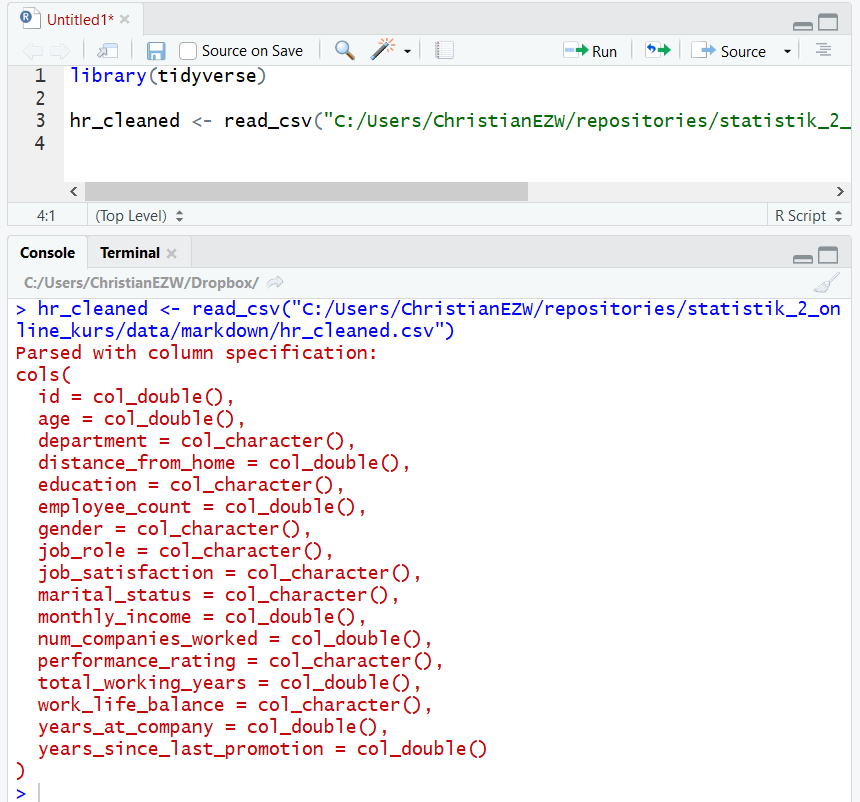 Untitled1*
Source on Save
Run
Source
1 library(tidyverse)
2
3 hr_cleaned <- read_csv("C:/Users/ChristianEZW/repositories/statistik_2_
4
4:1 (Top Level) R Script
Console Terminal
C:/Users/ChristianEZW/Dropbox/
> hr_cleaned <- read_csv("C:/Users/ChristianEZW/repositories/statistik_2_on
line_kurs/data/markdown/hr_cleaned.csv")
Parsed with column specification:
cols(
  id = col_double(),
  age = col_double(),
  department = col_character(),
  distance_from_home = col_double(),
  education = col_character(),
  employee_count = col_double(),
  gender = col_character(),
  job_role = col_character(),
  job_satisfaction = col_character(),
  marital_status = col_character(),
  monthly_income = col_double(),
  num_companies_worked = col_double(),
  performance_rating = col_character(),
  total_working_years = col_double(),
  work_life_balance = col_character(),
  years_at_company = col_double(),
  years_since_last_promotion = col_double()
)
>